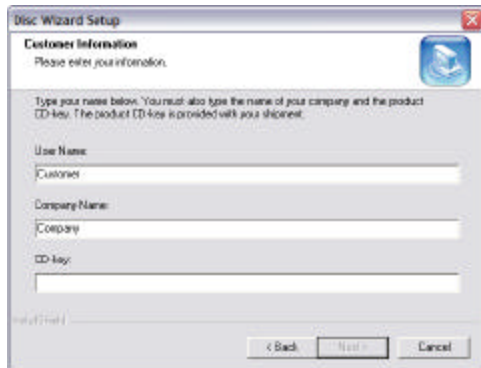 Disc Wizard Setup
Customer Information
Please enter your information.
Type your name below. You must also type the name of your company and the product
CD-key. The product CD-key is provided with your shipment.
User Name:
Customer
Company Name:
Company
CD-key:
InstallShield
< Back
Next >
Cancel